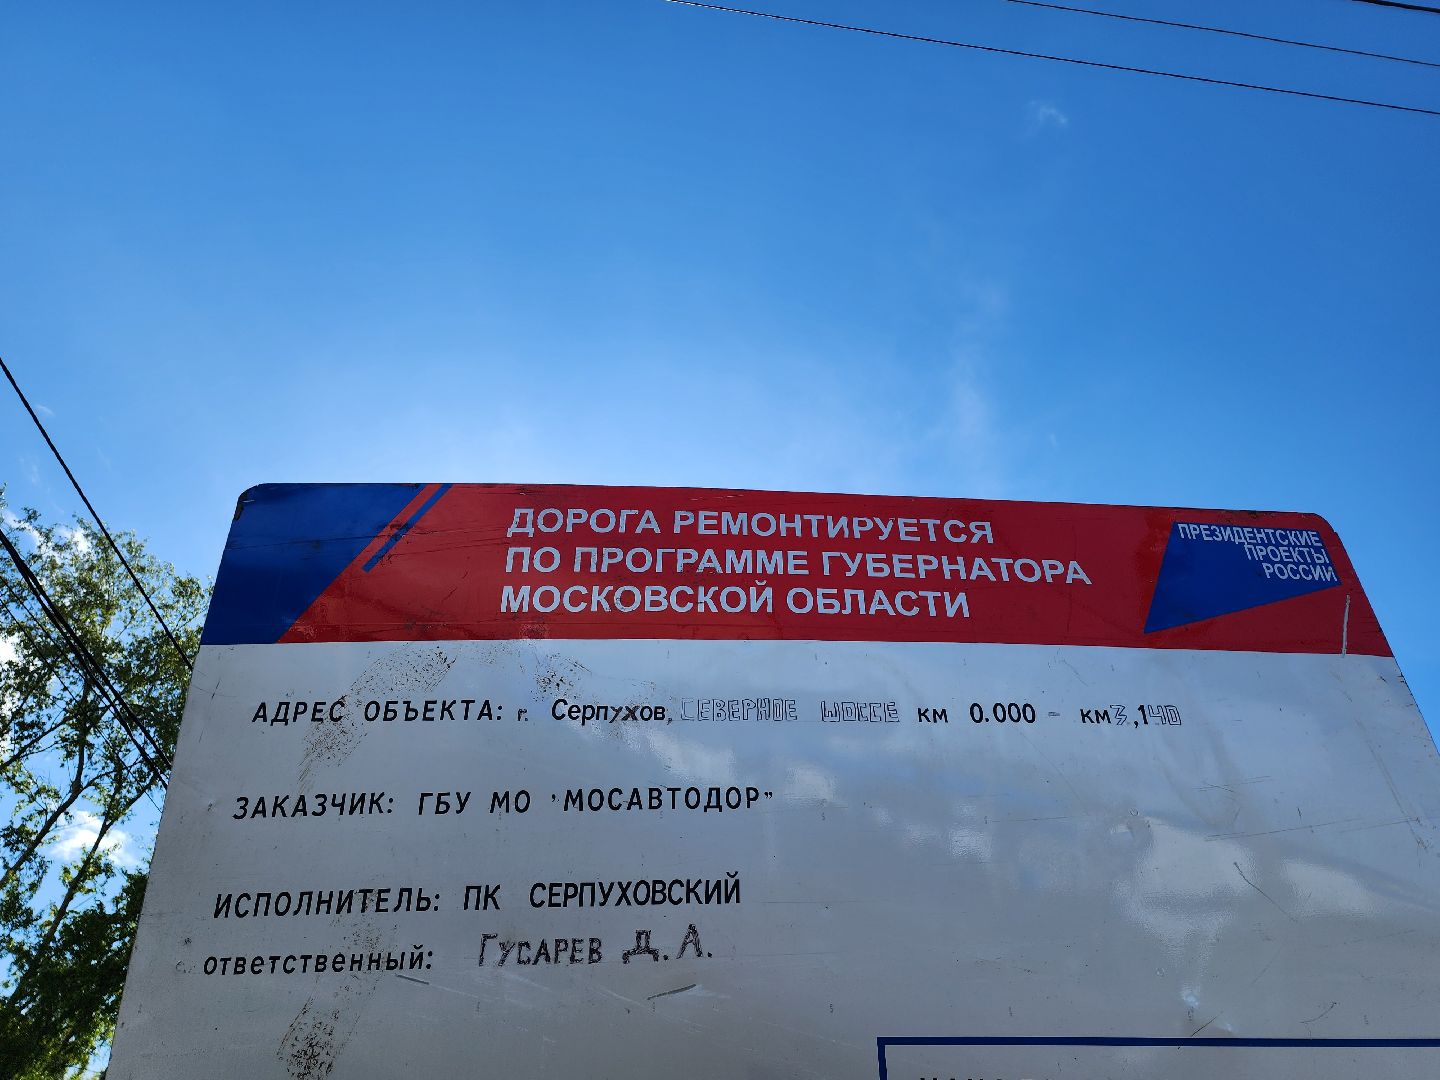 ДОРОГА РЕМОНТИРУЕТСЯ
ПО ПРОГРАММЕ ГУБЕРНАТОРА
МОСКОВСКОЙ ОБЛАСТИ
ПРЕЗИДЕНТСКИЕ
ПРОЕКТЫ
РОССИИ
АДРЕС ОБЪЕКТА: г. Серпухов, СЕВЕРНОЕ ШОССЕ км 0.000 - км3,140
ЗАКАЗЧИК: ГБУ МО "МОСАВТОДОР"
ИСПОЛНИТЕЛЬ: ПК СЕРПУХОВСКИЙ
ответственный: ГУСАРЕВ Д.А.